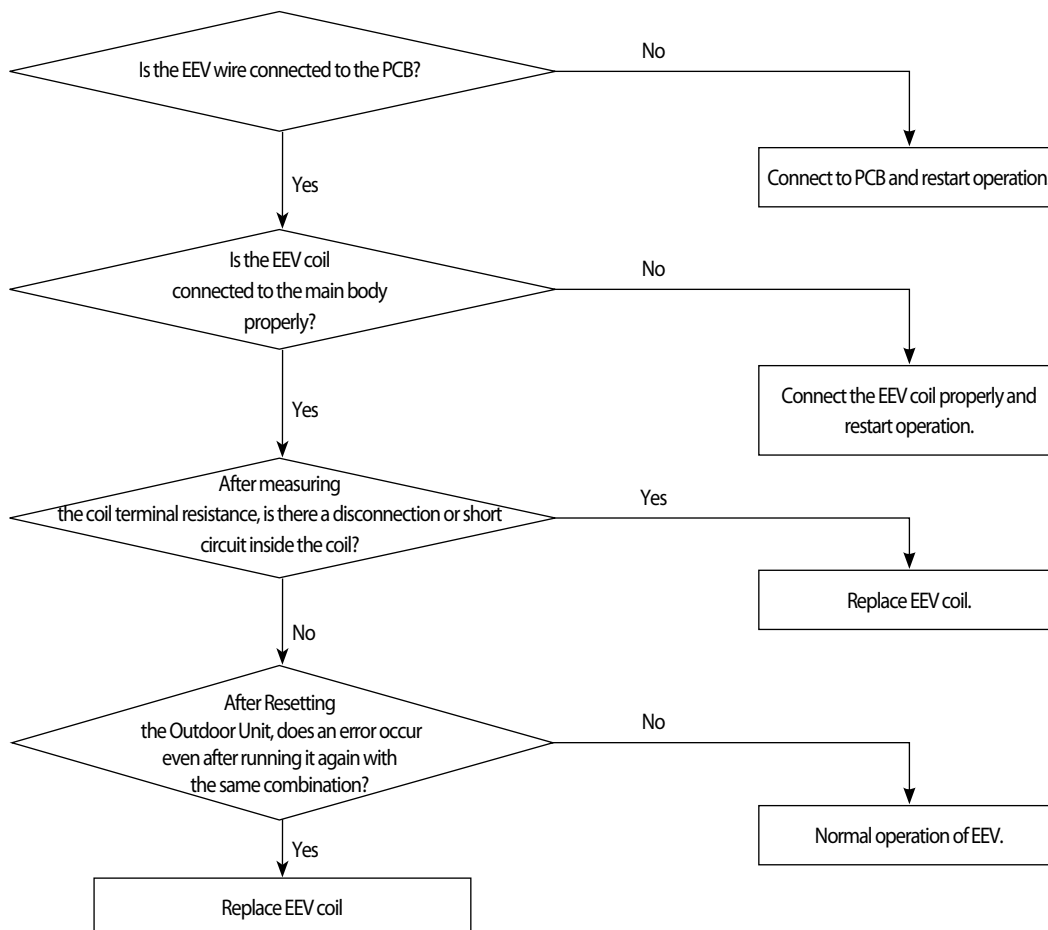 Is the EEV wire connected to the PCB?
No
Connect to PCB and restart operation
Yes
Is the EEV coil
connected to the main body
properly?
No
Connect the EEV coil properly and
restart operation.
Yes
After measuring
the coil terminal resistance, is there a disconnection or short
circuit inside the coil?
Yes
Replace EEV coil.
No
After Resetting
the Outdoor Unit, does an error occur
even after running it again with
the same combination?
No
Normal operation of EEV.
Yes
Replace EEV coil